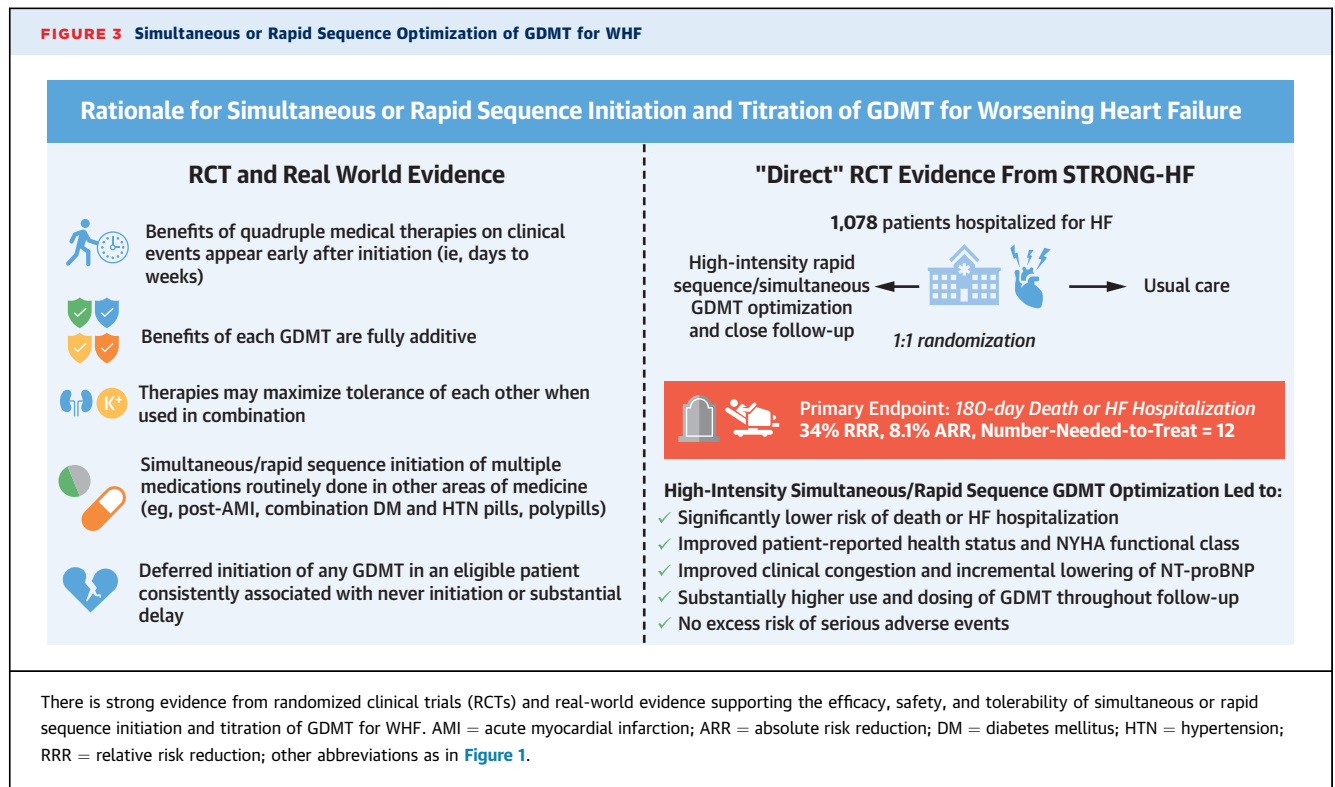 FIGURE 3 Simultaneous or Rapid Sequence Optimization of GDMT for WHF
Rationale for Simultaneous or Rapid Sequence Initiation and Titration of GDMT for Worsening Heart Failure
RCT and Real World Evidence
Benefits of quadruple medical therapies on clinical
events appear early after initiation (ie, days to
weeks)
Benefits of each GDMT are fully additive
K+
Therapies may maximize tolerance of each other when
used in combination
Simultaneous/rapid sequence initiation of multiple
medications routinely done in other areas of medicine
(eg, post-AMI, combination DM and HTN pills, polypills)
Deferred initiation of any GDMT in an eligible patient
consistently associated with never initiation or substantial
delay
"Direct" RCT Evidence From STRONG-HF
1,078 patients hospitalized for HF
High-intensity rapid
sequence/simultaneous
GDMT optimization
and close follow-up
Usual care
1:1 randomization
Primary Endpoint: 180-day Death or HF Hospitalization
34% RRR, 8.1% ARR, Number-Needed-to-Treat = 12
High-Intensity Simultaneous/Rapid Sequence GDMT Optimization Led to:
✓ Significantly lower risk of death or HF hospitalization
✓ Improved patient-reported health status and NYHA functional class
✓ Improved clinical congestion and incremental lowering of NT-proBNP
✓ Substantially higher use and dosing of GDMT throughout follow-up
✓ No excess risk of serious adverse events
There is strong evidence from randomized clinical trials (RCTs) and real-world evidence supporting the efficacy, safety, and tolerability of simultaneous or rapid
sequence initiation and titration of GDMT for WHF. AMI = acute myocardial infarction; ARR = absolute risk reduction; DM = diabetes mellitus; HTN = hypertension;
RRR = relative risk reduction; other abbreviations as in Figure 1.